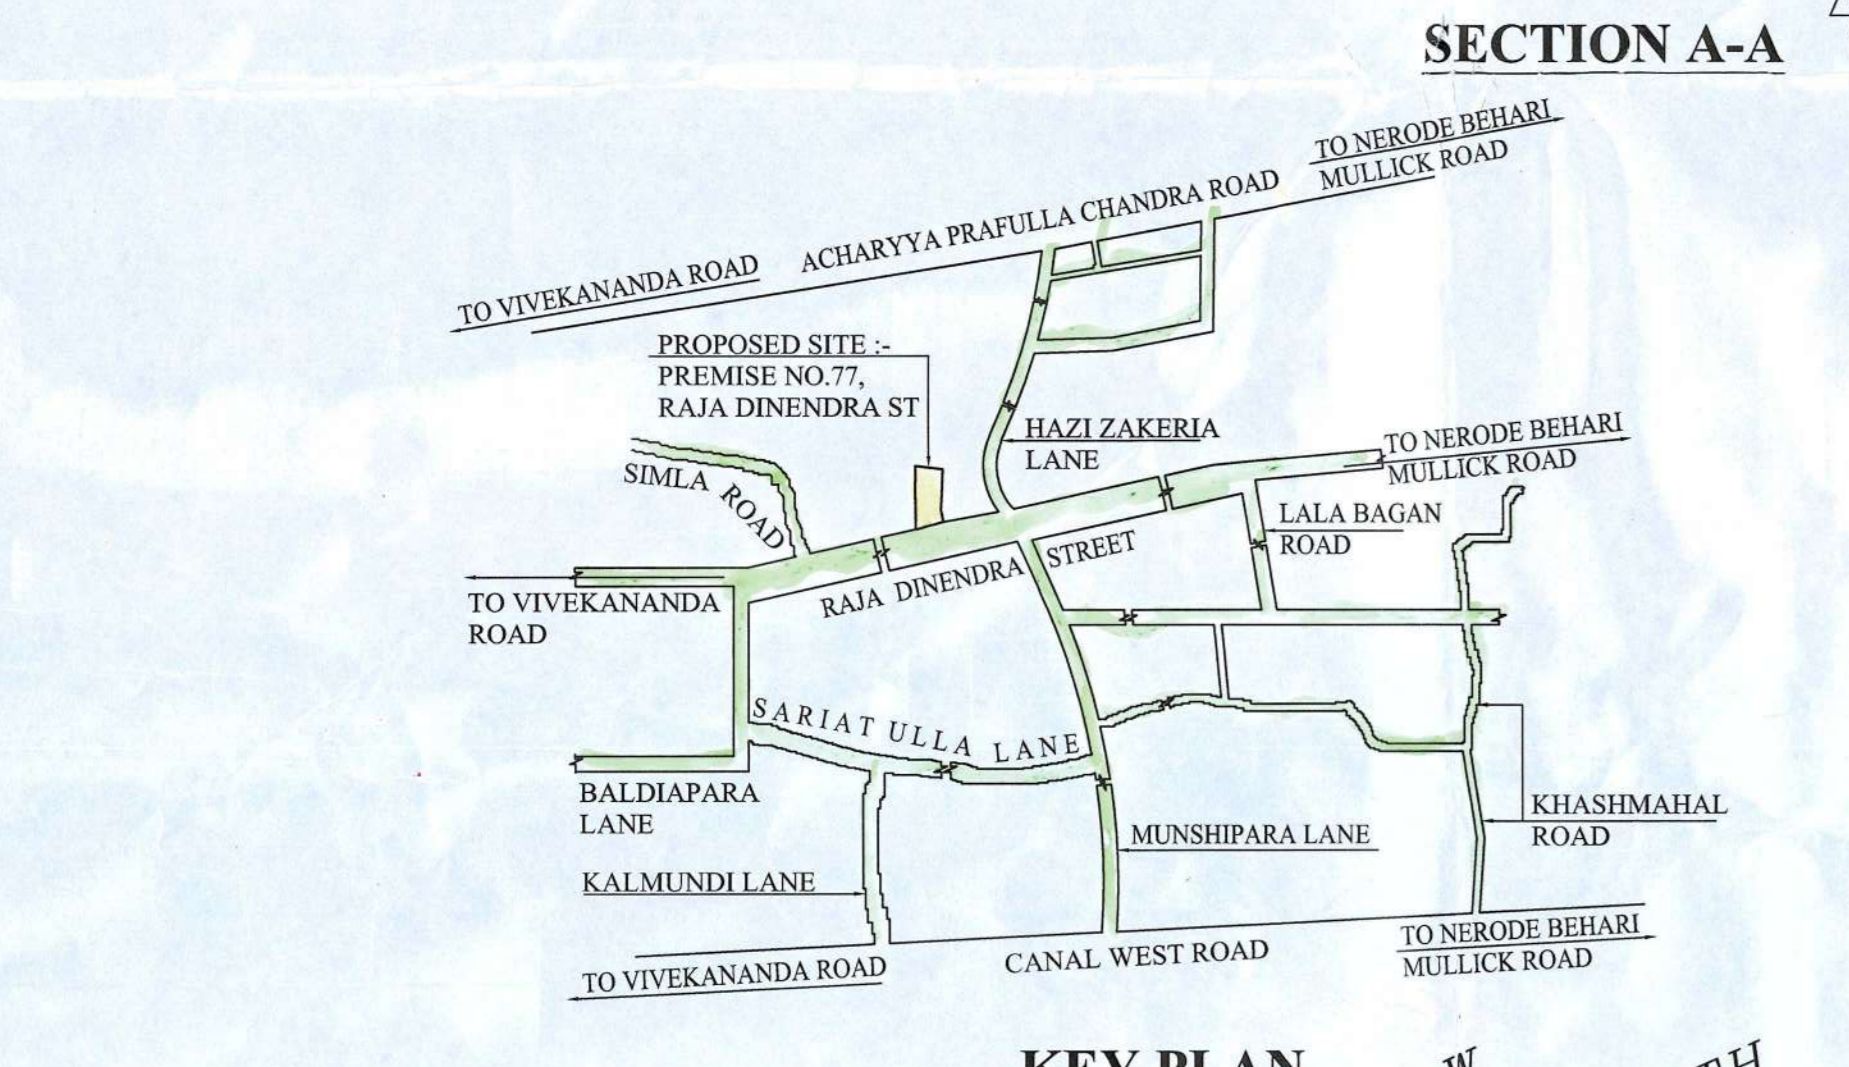 SECTION A-A
TO NERODE BEHARI
MULLICK ROAD
ACHARYYA PRAFULLA CHANDRA ROAD
TO VIVEKANANDA ROAD
PROPOSED SITE :-
PREMISE NO.77,
RAJA DINENDRA ST
HAZI ZAKERIA
LANE
TO NERODE BEHARI
MULLICK ROAD
SIMLA ROAD
LALA BAGAN
ROAD
RAJA DINENDRA STREET
TO VIVEKANANDA
ROAD
SARIAT ULLA LANE
BALDIAPARA
LANE
KHASHMAHAL
ROAD
MUNSHIPARA LANE
KALMUNDI LANE
CANAL WEST ROAD
TO NERODE BEHARI
MULLICK ROAD
TO VIVEKANANDA ROAD
KEY PLAN